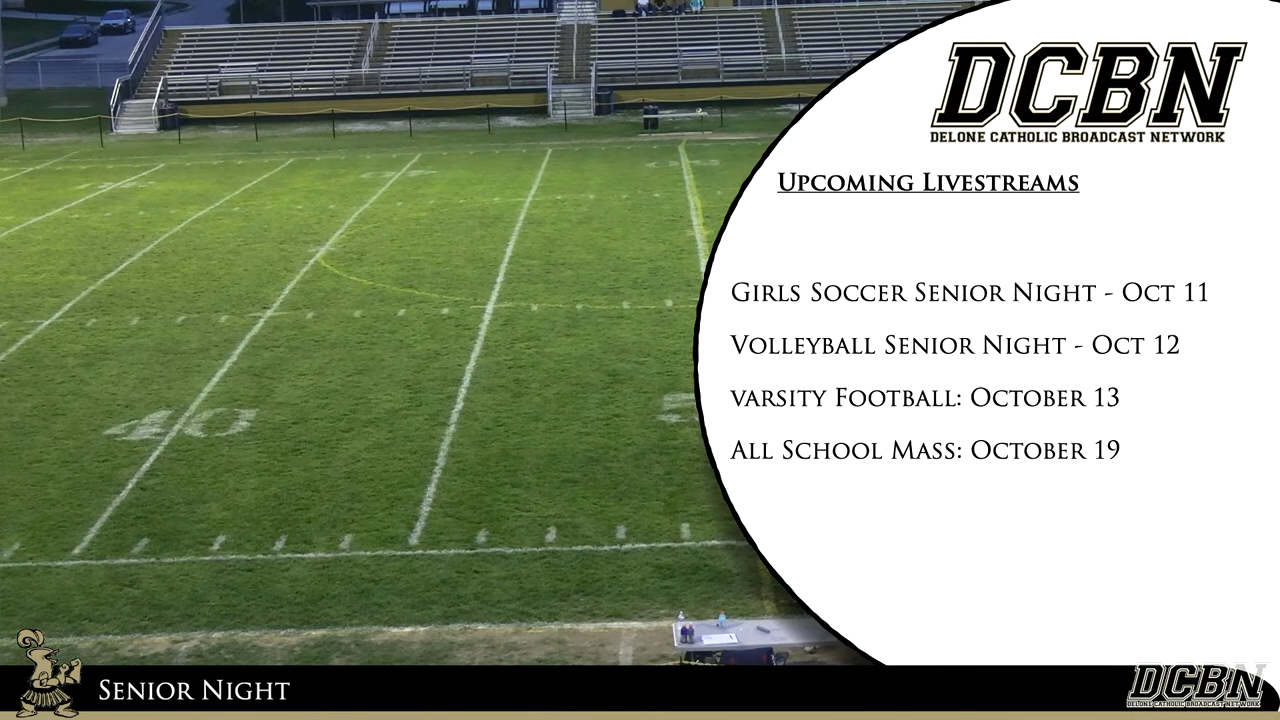 DCBN
DELONE CATHOLIC BROADCAST NETWORK
UPCOMING LIVESTREAMS
GIRLS SOCCER SENIOR NIGHT - OCT 11
VOLLEYBALL SENIOR NIGHT - OCT 12
VARSITY FOOTBALL: OCTOBER 13
ALL SCHOOL MASS: OCTOBER 19
40
SENIOR NIGHT
DCBN
DELONE CATHOLIC BROADCAST NETWORK